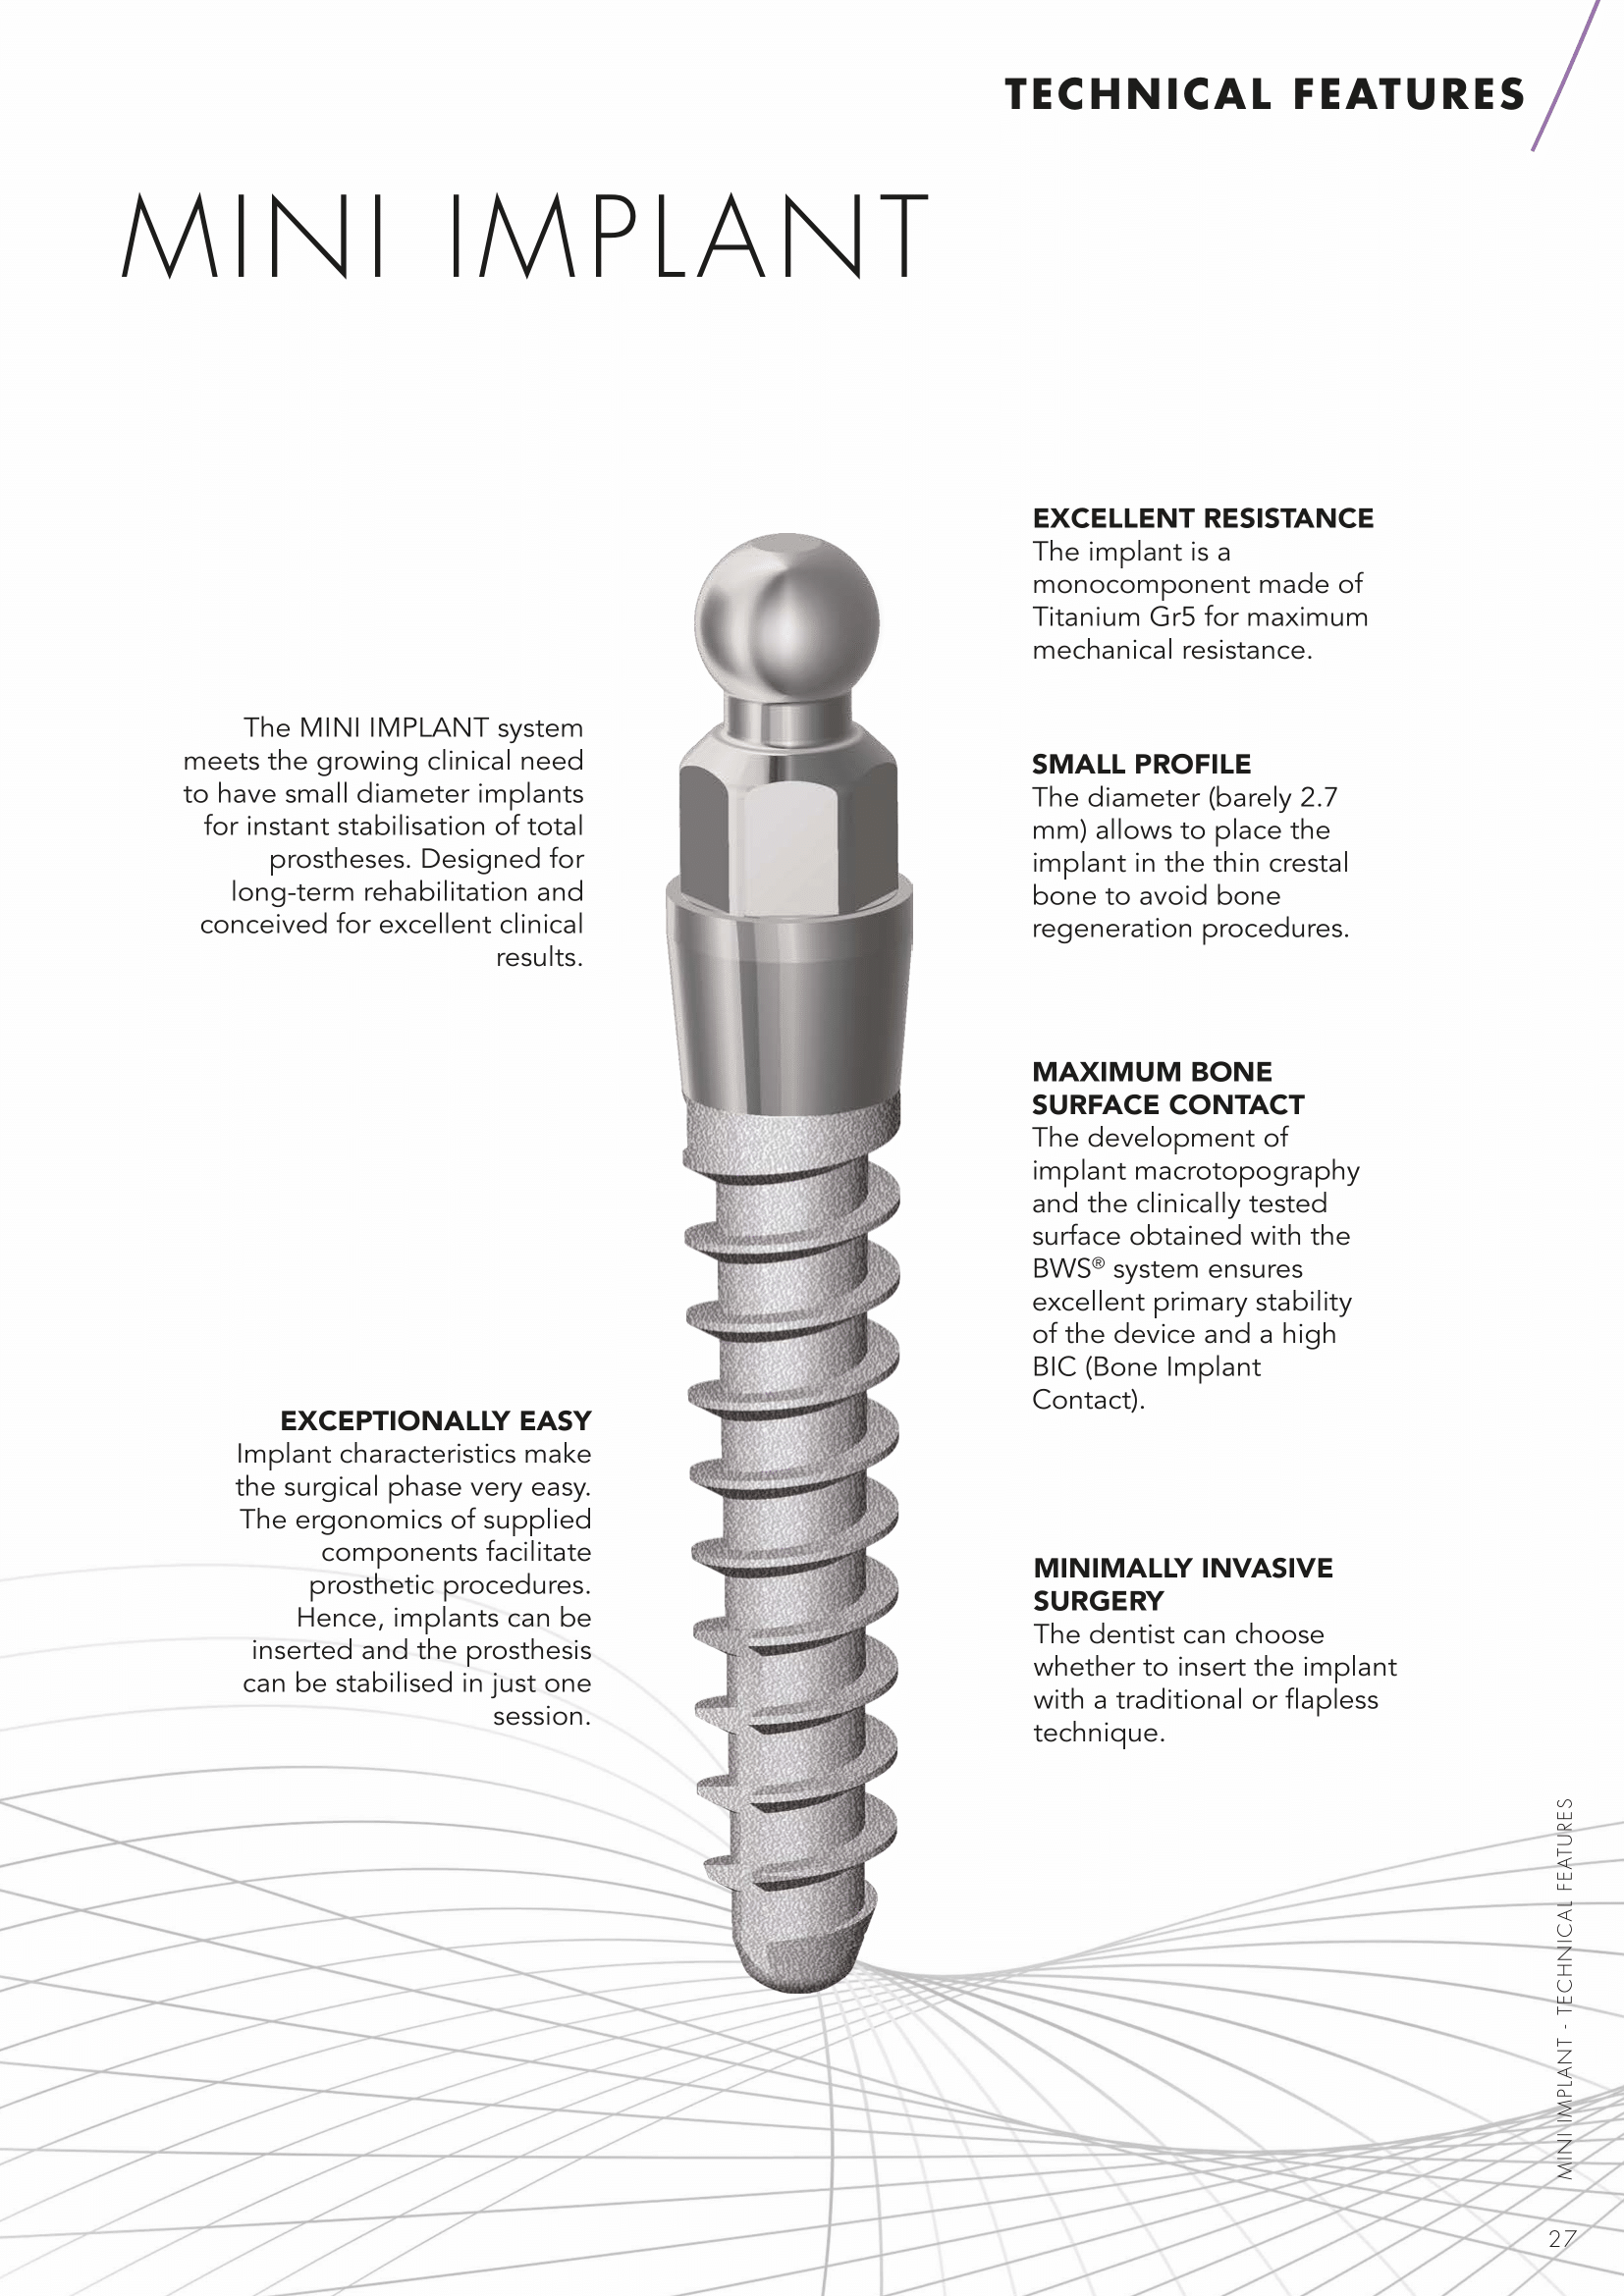 TECHNICAL FEATURES
MINI IMPLANT
The MINI IMPLANT system
meets the growing clinical need
to have small diameter implants
for instant stabilisation of total
prostheses. Designed for
long-term rehabilitation and
conceived for excellent clinical
results.
EXCEPTIONALLY EASY
Implant characteristics make
the surgical phase very easy.
The ergonomics of supplied
components facilitate
prosthetic procedures.
Hence, implants can be
inserted and the prosthesis
can be stabilised in just one
session.
EXCELLENT RESISTANCE
The implant is a
monocomponent made of
Titanium Gr5 for maximum
mechanical resistance.
SMALL PROFILE
The diameter (barely 2.7
mm) allows to place the
implant in the thin crestal
bone to avoid bone
regeneration procedures.
MAXIMUM BONE
SURFACE CONTACT
The development of
implant macrotopography
and the clinically tested
surface obtained with the
BWS® system ensures
excellent primary stability
of the device and a high
BIC (Bone Implant
Contact).
MINIMALLY INVASIVE
SURGERY
The dentist can choose
whether to insert the implant
with a traditional or flapless
technique.
MINI IMPLANT - TECHNICAL FEATURES
27